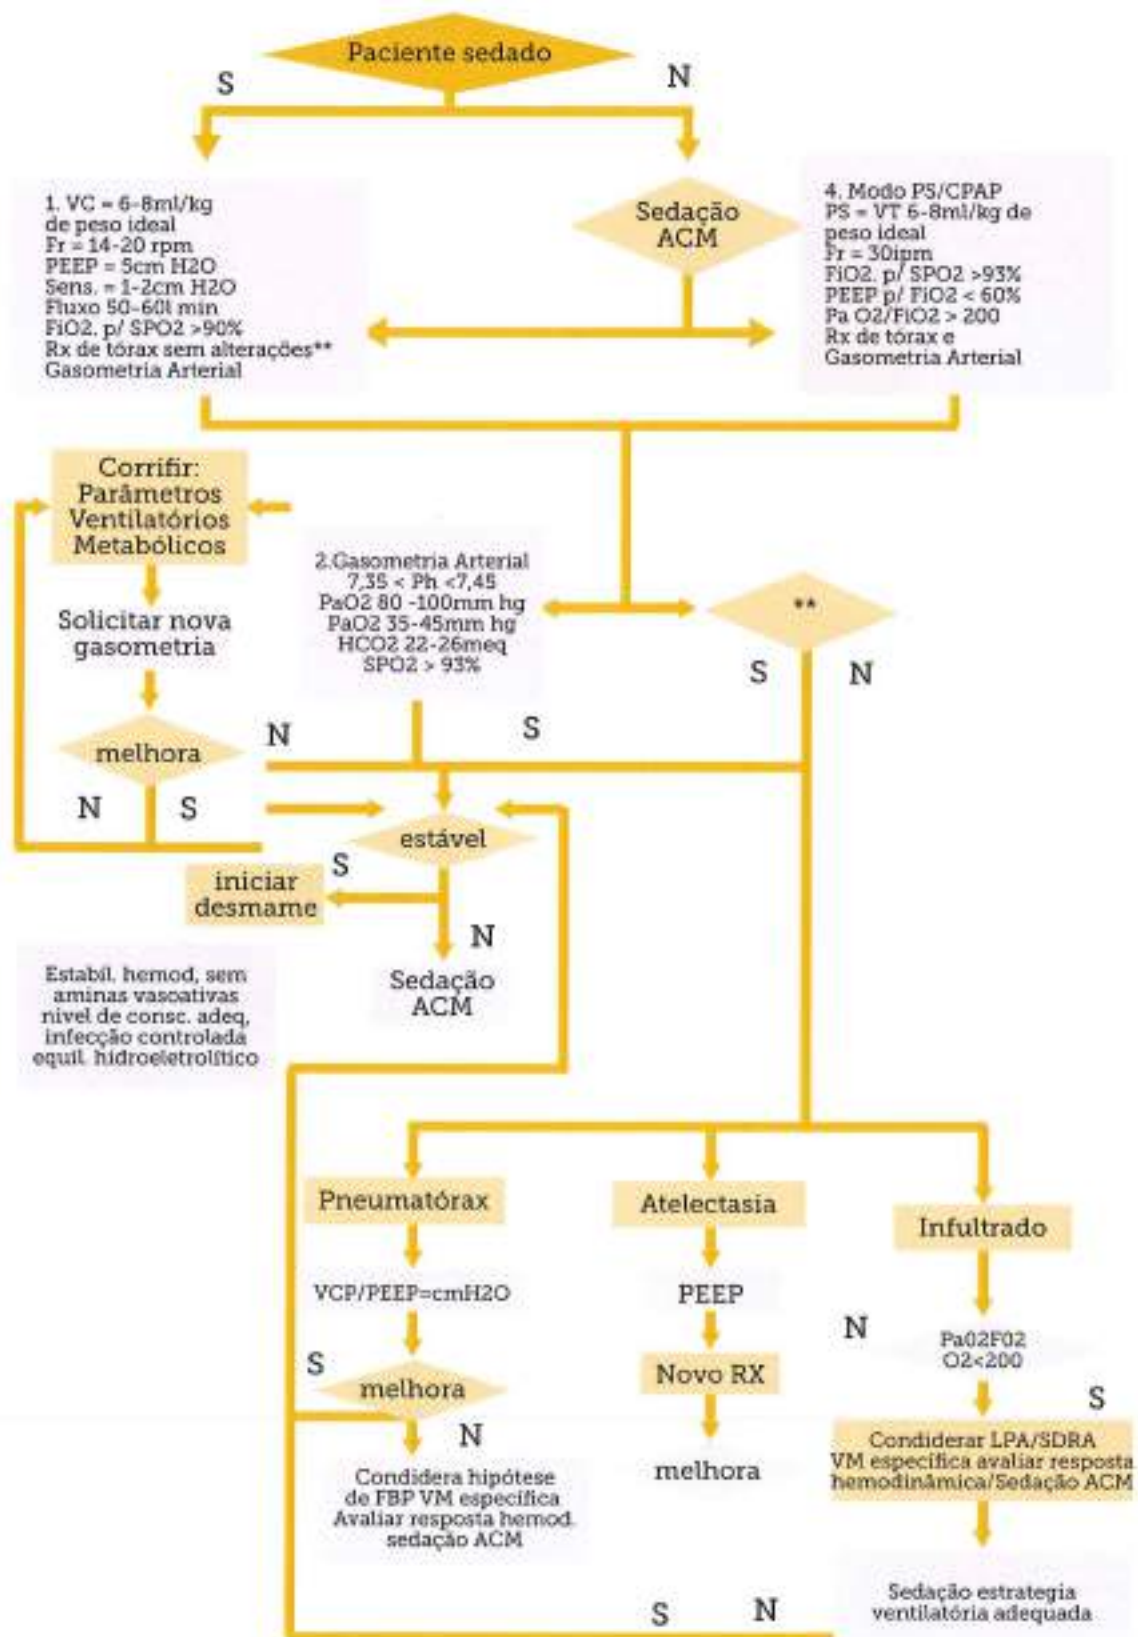 Paciente sedado
S
N
1. VC = 6-8ml/kg
de peso ideal
Fr = 14-20 rpm
PEEP = 5cm H2O
Sens. = 1-2cm H2O
Fluxo 50-60l min
FiO2. p/ SPO2 >90%
Rx de tórax sem alterações**
Gasometria Arterial
Sedação
ACM
4. Modo PS/CPAP
PS = VT 6-8ml/kg de
peso ideal
Fr = 30ipm
FiO2. p/ SPO2 >93%
PEEP p/ FiO2 < 60%
Pa O2/FiO2 > 200
Rx de tórax e
Gasometria Arterial
Corrifir:
Parâmetros
Ventilatórios
Metabólicos
Solicitar nova
gasometria
melhora
N
S
N
2.Gasometria Arterial
7,35 < Ph <7,45
PaO2 80 -100mm hg
PaO2 35-45mm hg
HCO2 22-26meq
SPO2 > 93%
S
**
S
N
estável
S
iniciar
desmame
N
Sedação
ACM
Estabil. hemod, sem
aminas vasoativas
nivel de consc. adeq,
infecção controlada
equil. hidroeletrolítico
Pneumatórax
VCP/PEEP=cmH2O
S
melhora
N
Condidera hipótese
de FBP VM específica
Avaliar resposta hemod.
sedação ACM
Atelectasia
PEEP
Novo RX
melhora
Infultrado
N
Pa02F02
O2<200
S
Condiderar LPA/SDRA
VM específica avaliar resposta
hemodinâmica/Sedação ACM
Sedação estrategia
ventilatória adequada
S
N